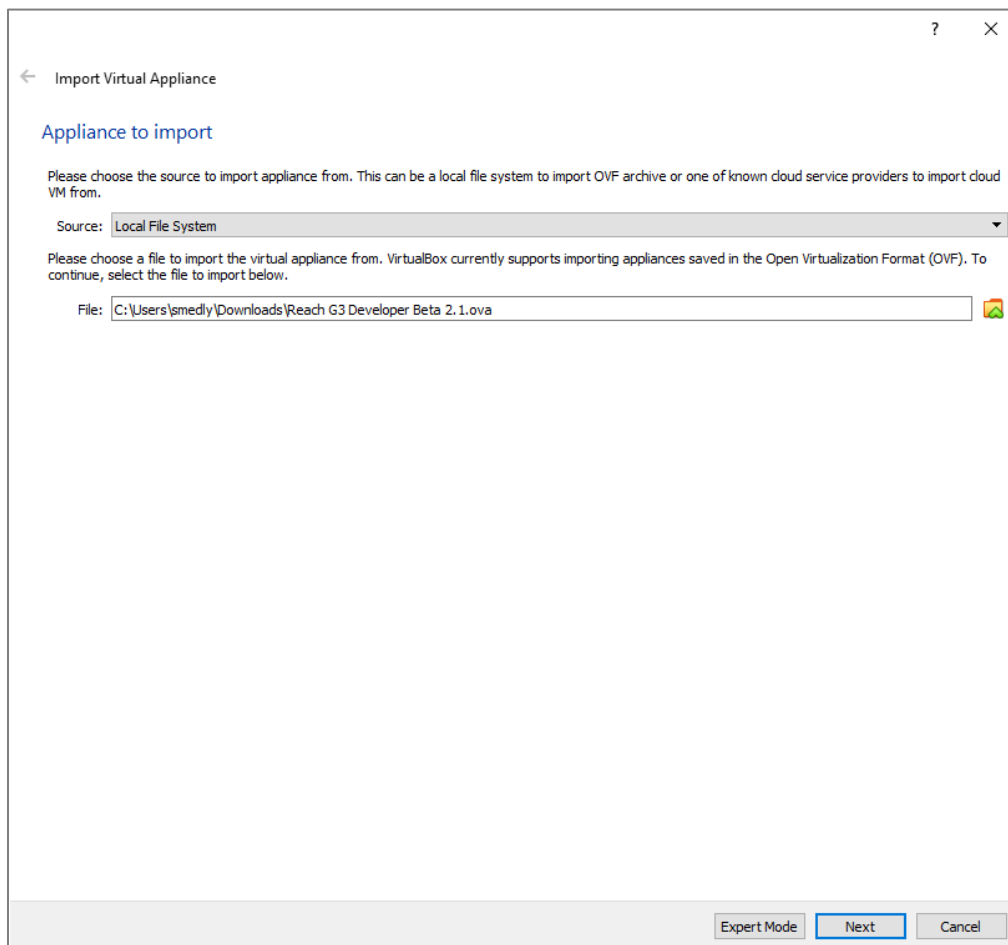 ?
Import Virtual Appliance
Appliance to import
Please choose the source to import appliance from. This can be a local file system to import OVF archive or one of known cloud service providers to import cloud
VM from.
Source: Local File System
Please choose a file to import the virtual appliance from. VirtualBox currently supports importing appliances saved in the Open Virtualization Format (OVF). To
continue, select the file to import below.
File: C:\Users\smedly\Downloads\Reach G3 Developer Beta 2.1.ova
Expert Mode Next Cancel